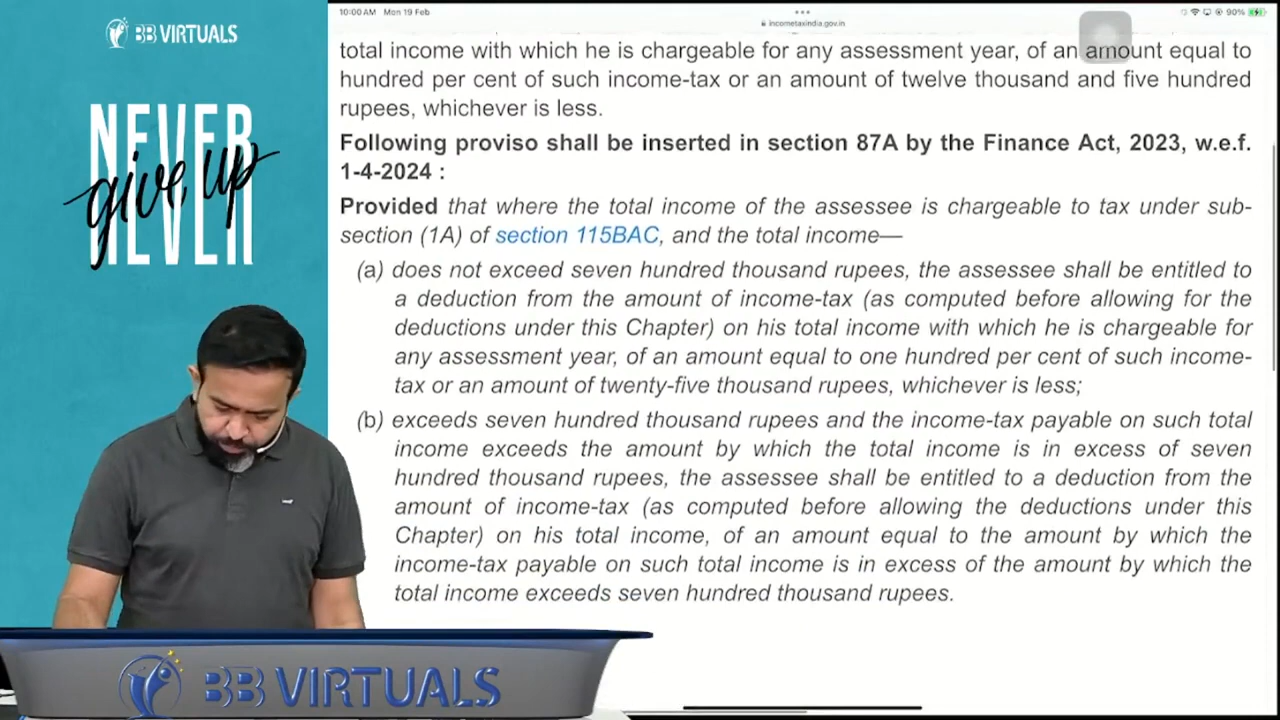 BB VIRTUALS
NEVER
give up
NEVER
10:00 AM Mon 19 Feb
90%
incometaxindia.gov.in
total income with which he is chargeable for any assessment year, of an amount equal to
hundred per cent of such income-tax or an amount of twelve thousand and five hundred
rupees, whichever is less.
Following proviso shall be inserted in section 87A by the Finance Act, 2023, w.e.f.
1-4-2024 :
Provided that where the total income of the assessee is chargeable to tax under sub-
section (1A) of section 115BAC, and the total income—
(a) does not exceed seven hundred thousand rupees, the assessee shall be entitled to
a deduction from the amount of income-tax (as computed before allowing for the
deductions under this Chapter) on his total income with which he is chargeable for
any assessment year, of an amount equal to one hundred per cent of such income-
tax or an amount of twenty-five thousand rupees, whichever is less;
(b) exceeds seven hundred thousand rupees and the income-tax payable on such total
income exceeds the amount by which the total income is in excess of seven
hundred thousand rupees, the assessee shall be entitled to a deduction from the
amount of income-tax (as computed before allowing the deductions under this
Chapter) on his total income, of an amount equal to the amount by which the
income-tax payable on such total income is in excess of the amount by which the
total income exceeds seven hundred thousand rupees.
BB VIRTUALS